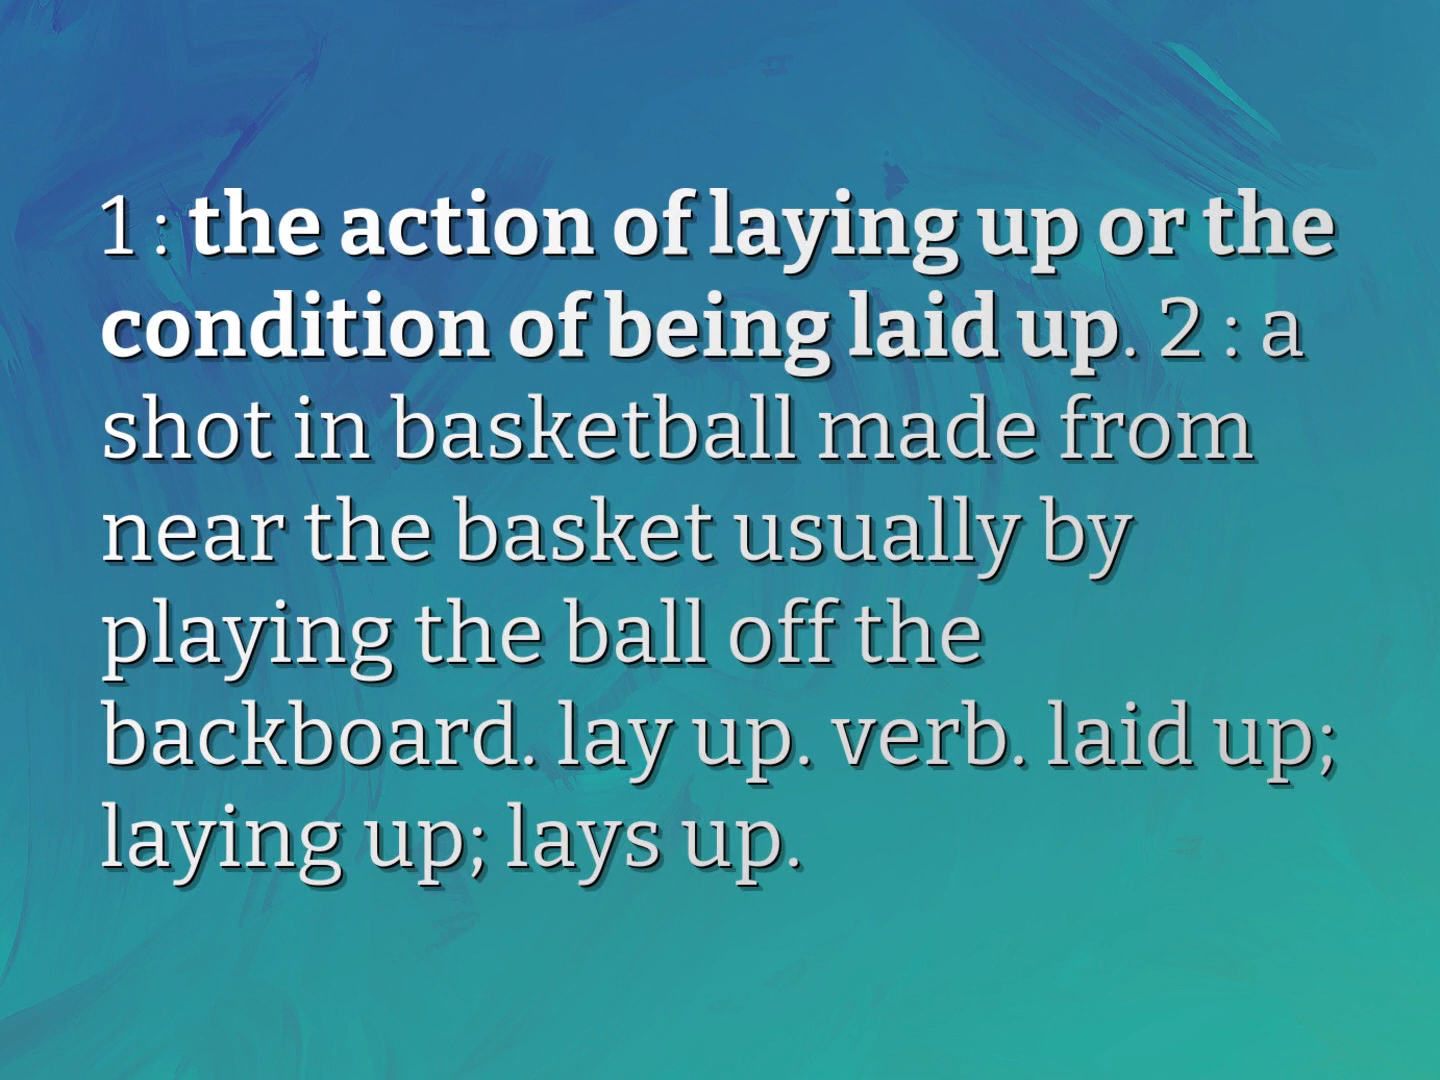 1 : the action of laying up or the
condition of being laid up. 2 : a
shot in basketball made from
near the basket usually by
playing the ball off the
backboard. lay up. verb. laid up;
laying up; lays up.